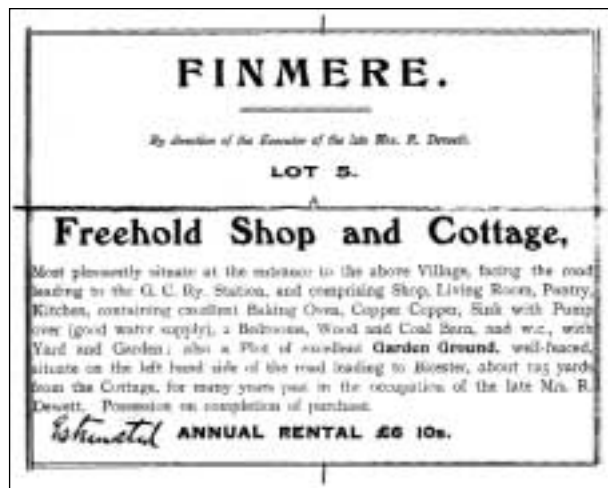 FINMERE.
By direction of the Executor of the late Mrs. R. Dewett.
LOT 5.
A
Freehold Shop and Cottage,
Most pleasantly situate at the entrance to the above Village, facing the road
leading to the G. C. Ry. Station, and comprising Shop, Living Room, Pantry,
Kitchen, containing excellent Baking Oven, Copper Copper, Sink with Pump
over (good water supply), 2 Bedrooms, Wood and Coal Barn, and w.c., with
Yard and Garden; also a Plot of excellent Garden Ground, well-fenced,
situate on the left hand side of the road leading to Bicester, about 125 yards
from the Cottage, for many years past in the occupation of the late Mrs. R.
Dewett. Possession on completion of purchase.
Estimated ANNUAL RENTAL £6 10s.